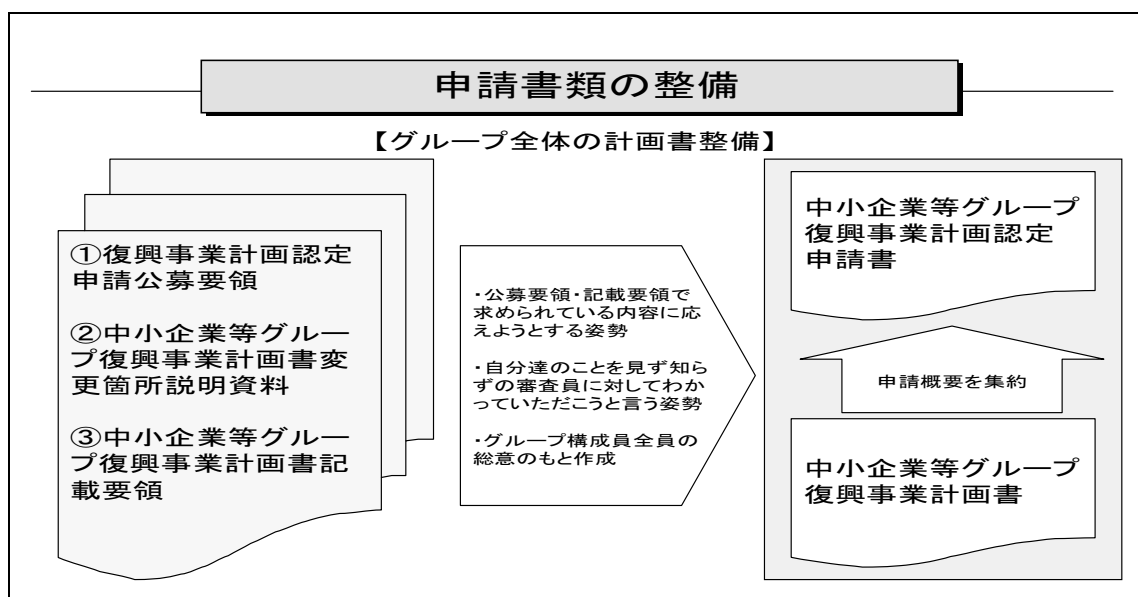 申請書類の整備
【グループ全体の計画書整備】
①復興事業計画認定
申請公募要領
②中小企業等グルー
プ復興事業計画書変
更箇所説明資料
③中小企業等グルー
プ復興事業計画書記
載要領
・公募要領・記載要領で
求められている内容に応
えようとする姿勢
・自分達のことを見ず知ら
ずの審査員に対してわか
っていただこうと言う姿勢
・グループ構成員全員の
総意のもと作成
中小企業等グループ
復興事業計画認定
申請書
申請概要を集約
中小企業等グループ
復興事業計画書